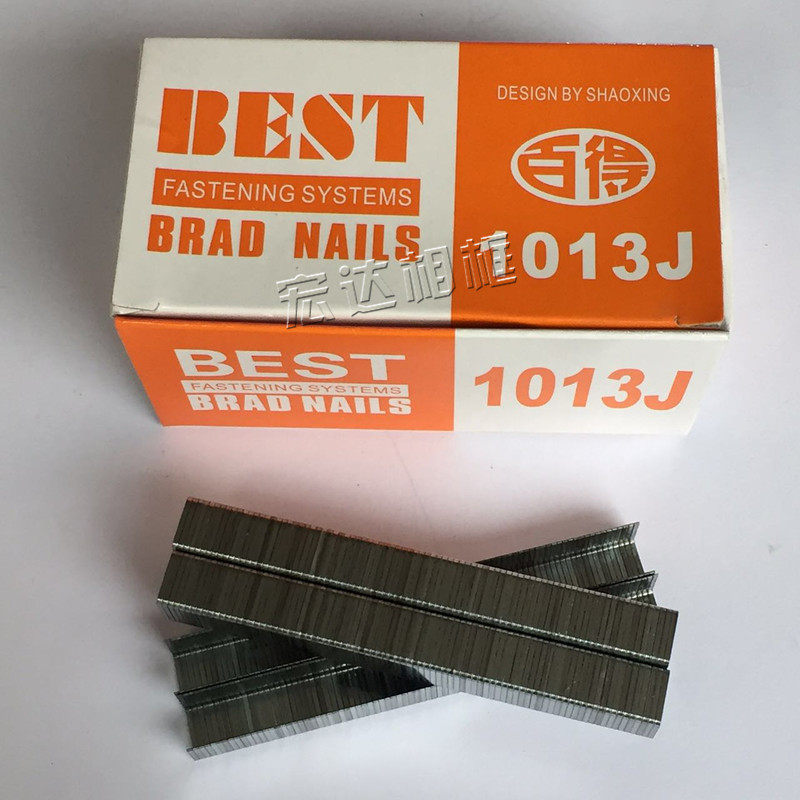 BEST
FASTENING SYSTEMS
BRAD NAILS
DESIGN BY SHAOXING
百得
1013J
宏达相框
BEST
FASTENING SYSTEMS
BRAD NAILS
1013J